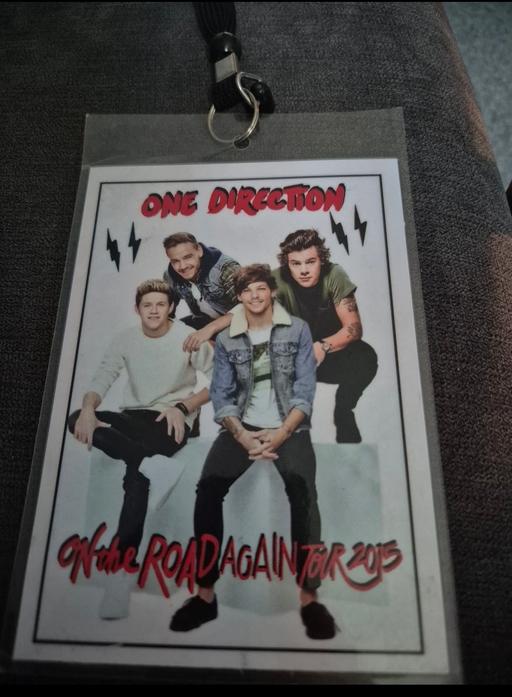 ONE DIRECTION
ON the ROAD AGAIN TOUR 2015